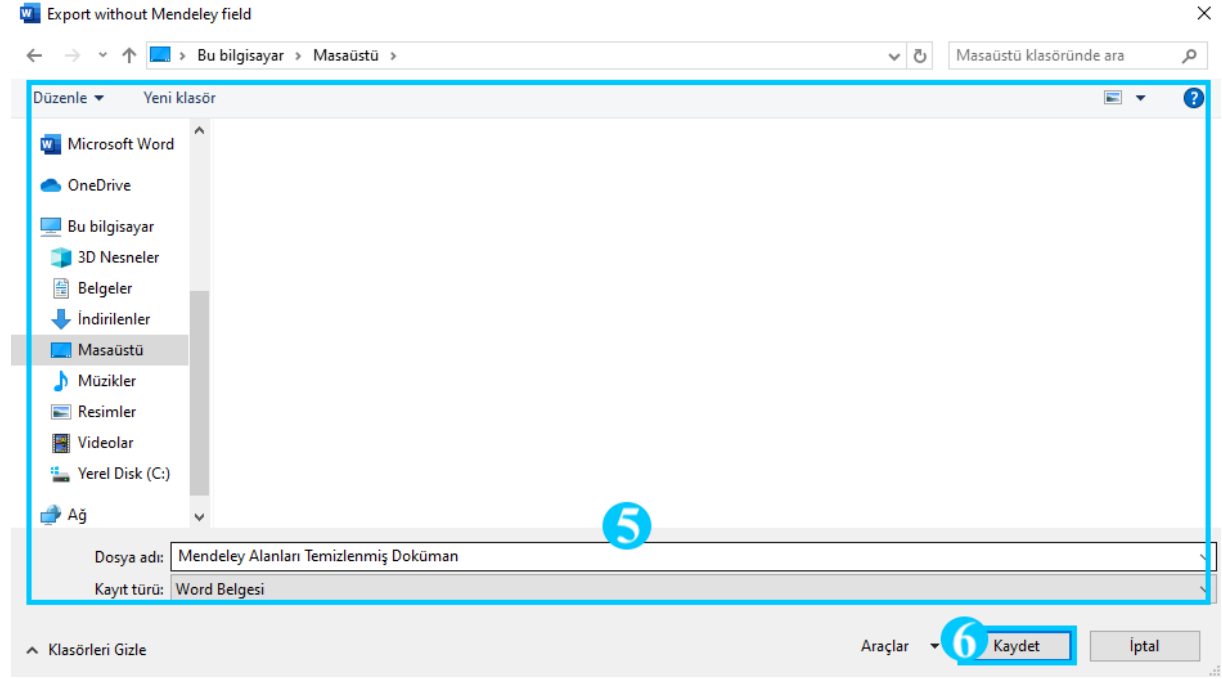 Export without Mendeley field
Bu bilgisayar > Masaüstü >
Masaüstü klasöründe ara
Düzenle
Yeni klasör
Microsoft Word
OneDrive
Bu bilgisayar
3D Nesneler
Belgeler
İndirilenler
Masaüstü
Müzikler
Resimler
Videolar
Yerel Disk (C:)
Ağ
5
Dosya adı: Mendeley Alanları Temizlenmiş Doküman
Kayıt türü: Word Belgesi
Klasörleri Gizle
Araçlar
6
Kaydet
İptal